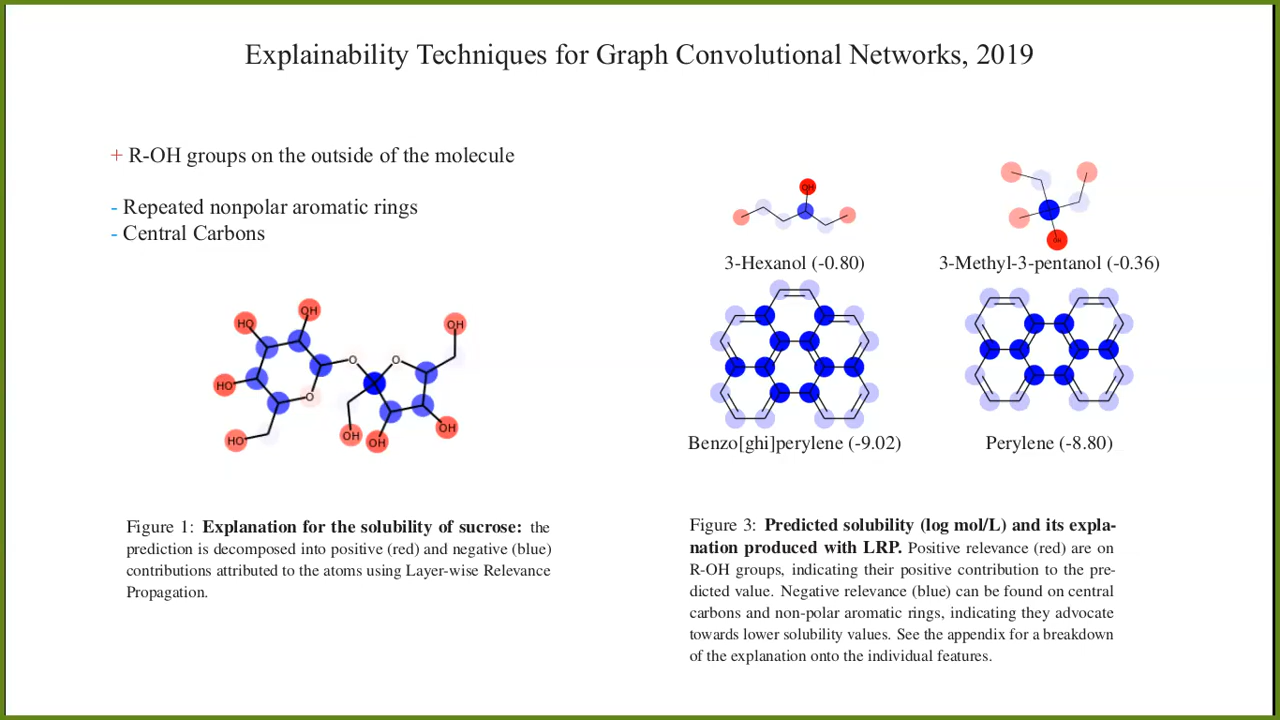 Explainability Techniques for Graph Convolutional Networks, 2019
+ R-OH groups on the outside of the molecule
- Repeated nonpolar aromatic rings
- Central Carbons
HO
OH
OH
HO
O
O
O
HO
OH
OH
OH
Figure 1: Explanation for the solubility of sucrose: the
prediction is decomposed into positive (red) and negative (blue)
contributions attributed to the atoms using Layer-wise Relevance
Propagation.
OH
3-Hexanol (-0.80)
OH
3-Methyl-3-pentanol (-0.36)
Benzo[ghi]perylene (-9.02)
Perylene (-8.80)
Figure 3: Predicted solubility (log mol/L) and its expla-
nation produced with LRP. Positive relevance (red) are on
R-OH groups, indicating their positive contribution to the pre-
dicted value. Negative relevance (blue) can be found on central
carbons and non-polar aromatic rings, indicating they advocate
towards lower solubility values. See the appendix for a breakdown
of the explanation onto the individual features.